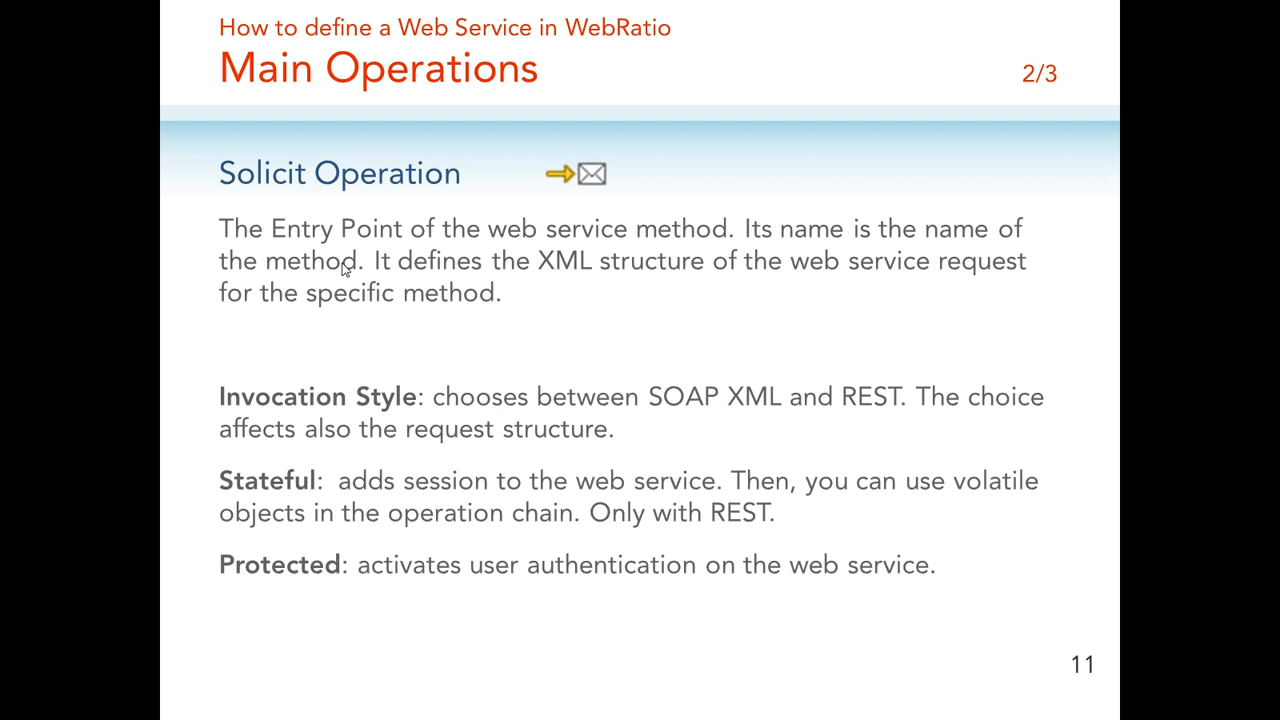 How to define a Web Service in WebRatio
Main Operations
2/3
Solicit Operation
The Entry Point of the web service method. Its name is the name of
the method. It defines the XML structure of the web service request
for the specific method.
Invocation Style: chooses between SOAP XML and REST. The choice
affects also the request structure.
Stateful: adds session to the web service. Then, you can use volatile
objects in the operation chain. Only with REST.
Protected: activates user authentication on the web service.
11